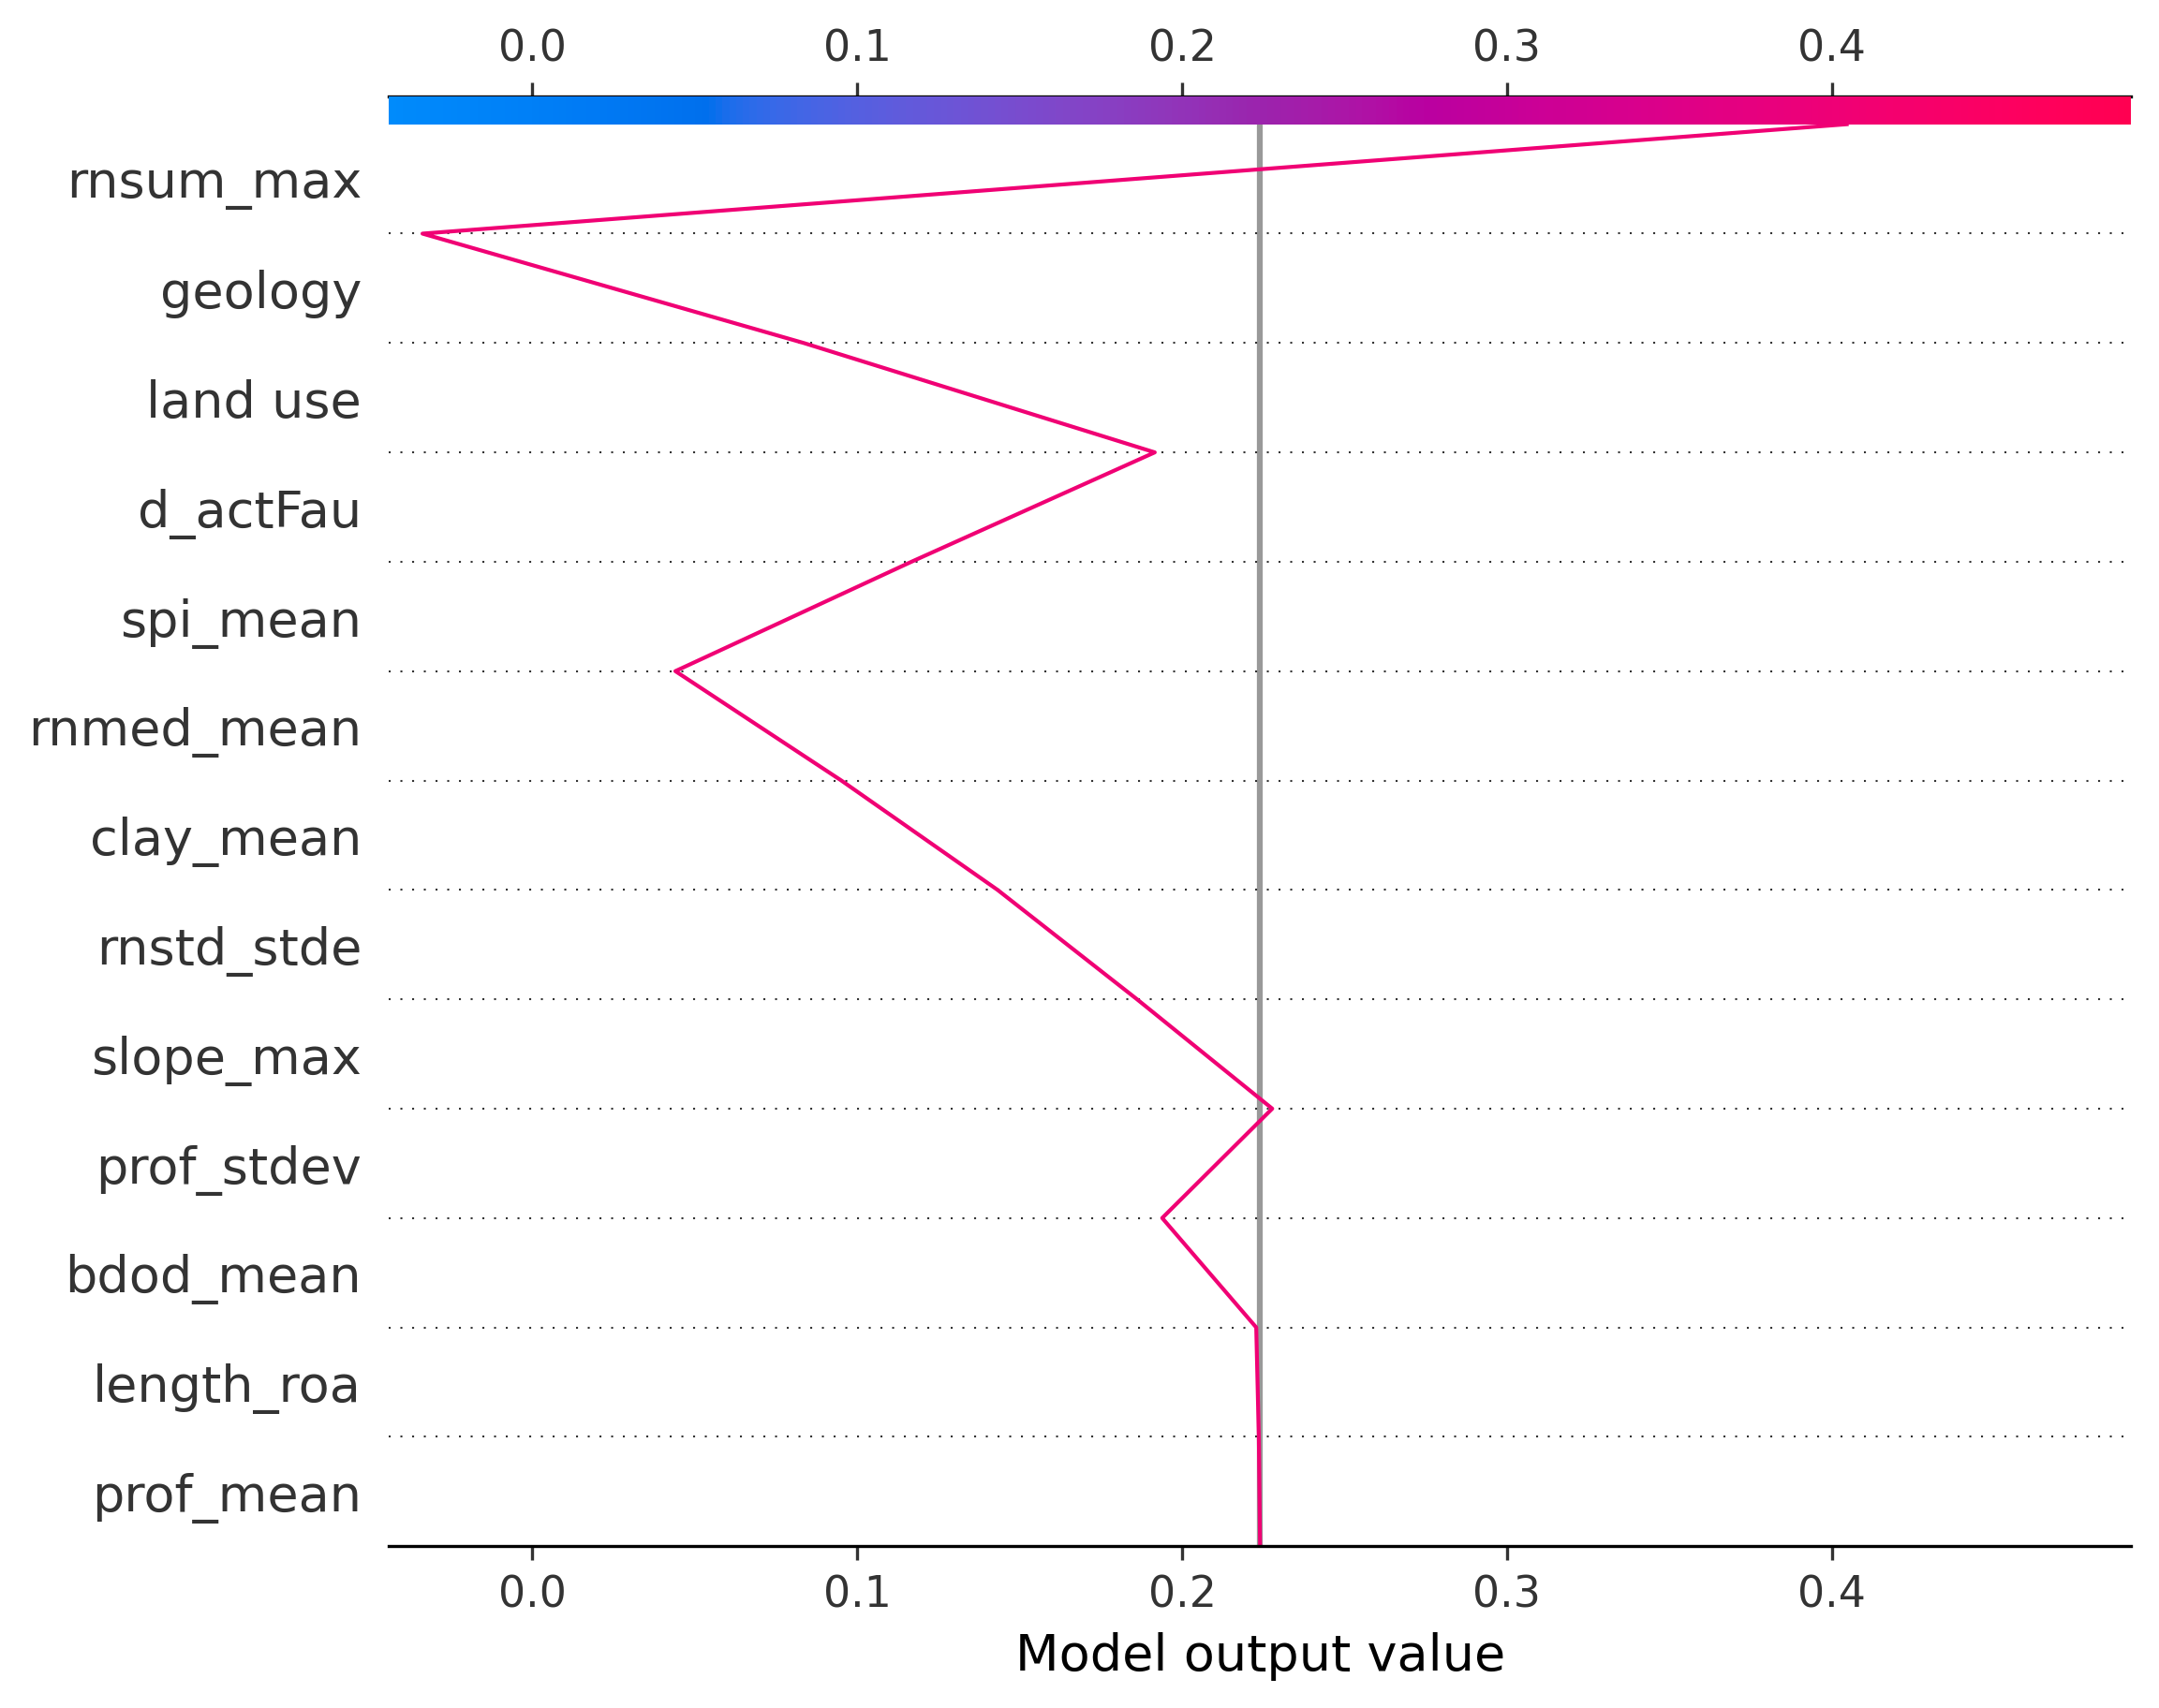 0.0 0.1 0.2 0.3 0.4
rnsum_max
geology
land use
d_actFau
spi_mean
rnmed_mean
clay_mean
rnstd_stde
slope_max
prof_stdev
bdod_mean
length_roa
prof_mean
0.0 0.1 0.2 0.3 0.4
Model output value